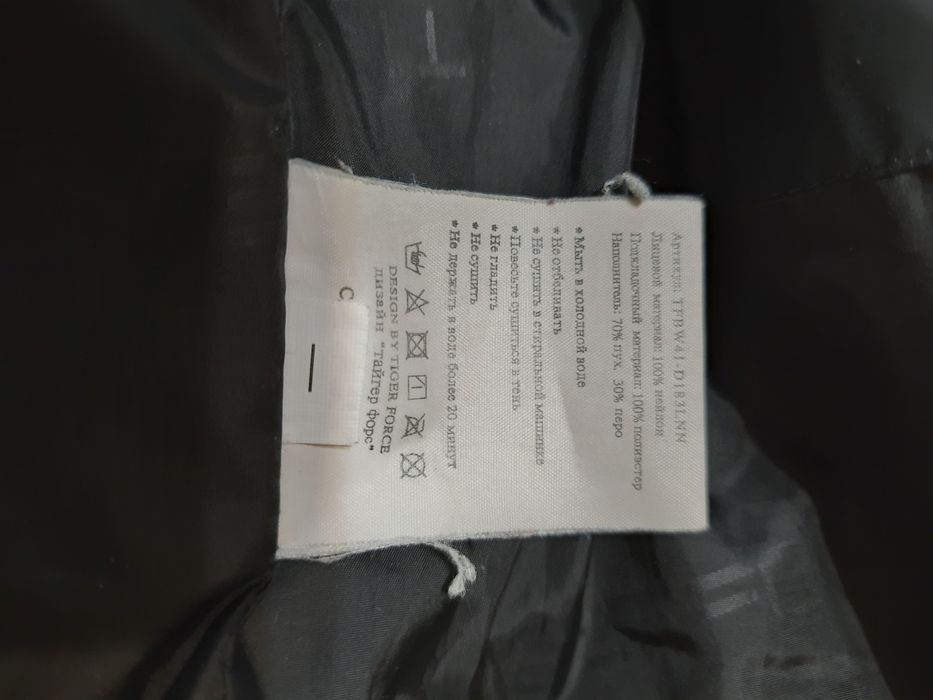 Артикул: TFBW41-D183LNN
Лицевой материал: 100% нейлон
Подкладочный материал: 100% полиэстер
Наполнитель: 70% пух, 30% перо
*Мыть в холодной воде
*Не отбеливать
*Не сушить в стиральной машинке
*Повесьте сушиться в тень
*Не гладить
*Не сушить
*Не держать в воде более 20 минут
DESIGN BY TIGER FORCE
дизайн "Тайгер Форс"
C